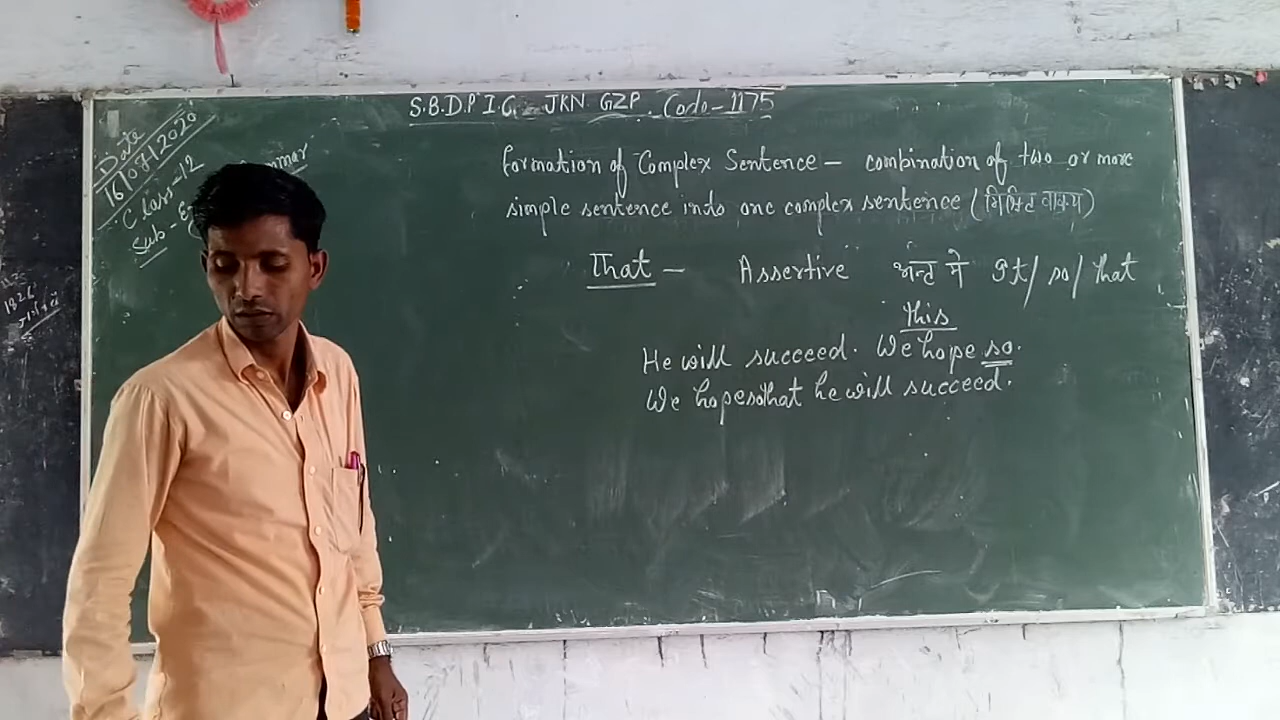 S.B.D.P I.C. - JKN GZP. Code - 1175
Date
16/07/2020
Class-12
Sub - E
mmar
Formation of Complex Sentence - combination of two or more
simple sentence into one complex sentence (मिश्रित वाक्य)
That - Assertive अन्त में It/ so/ that
this
He will succeed. We hope so.
We hope that he will succeed.
1826